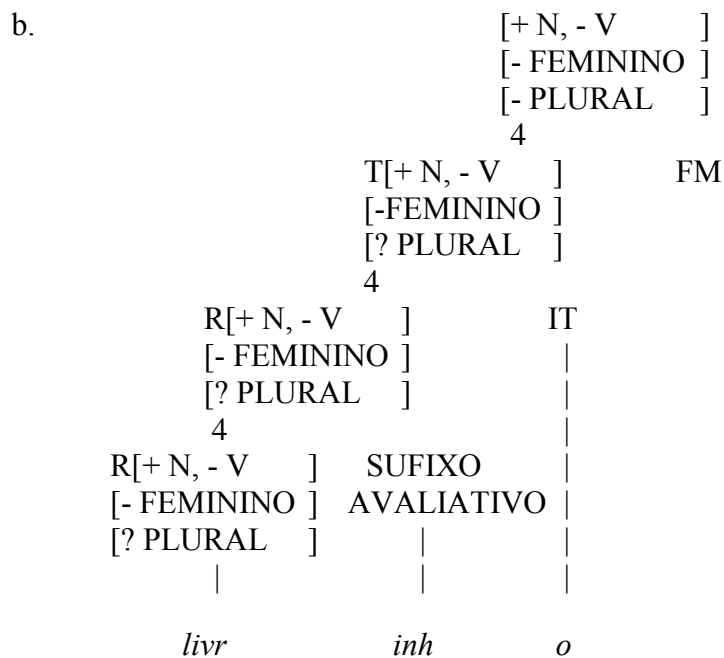 b. [+ N, - V ]
[- FEMININO ]
[- PLURAL ]
4
T[+ N, - V ] FM
[-FEMININO ]
[? PLURAL ]
4
R[+ N, - V ] IT
[- FEMININO ] |
[? PLURAL ] |
4 |
R[+ N, - V ] SUFIXO |
[- FEMININO ] AVALIATIVO |
[? PLURAL ] | |
| | |
livr inh o